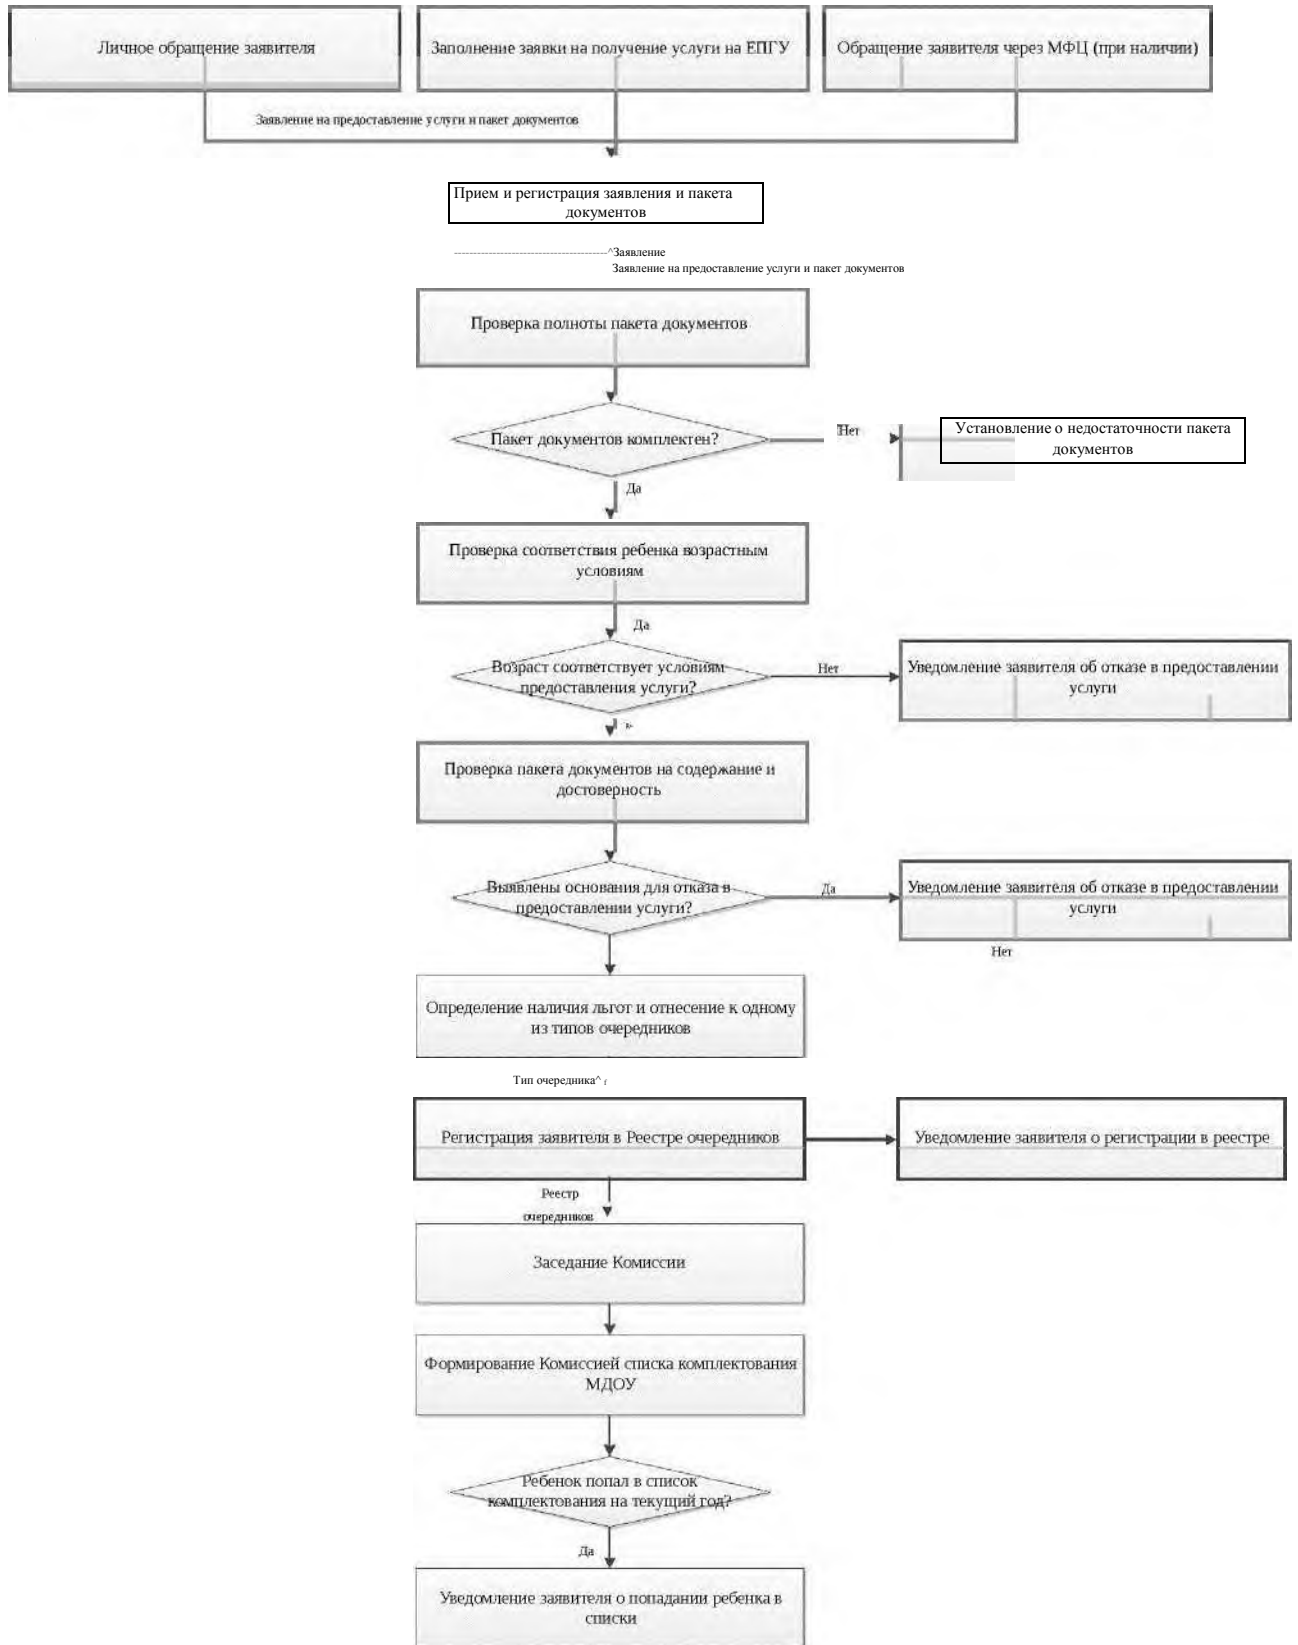 Личное обращение заявителя
Заполнение заявки на получение услуги на ЕПГУ
Обращение заявителя через МФЦ (при наличии)
Заявление на предоставление услуги и пакет документов
Прием и регистрация заявления и пакета
документов
^Заявление
Заявление на предоставление услуги и пакет документов
Проверка полноты пакета документов
Пакет документов комплектен?
Нет
Установление о недостаточности пакета
документов
Да
Проверка соответствия ребенка возрастным
условиям
Да
Возраст соответствует условиям
предоставления услуги?
Нет
Уведомление заявителя об отказе в предоставлении
услуги
Проверка пакета документов на содержание и
достоверность
Выявлены основания для отказа в
предоставлении услуги?
Да
Уведомление заявителя об отказе в предоставлении
услуги
Нет
Определение наличия льгот и отнесение к одному
из типов очередников
Тип очередника^ f
Регистрация заявителя в Реестре очередников
Уведомление заявителя о регистрации в реестре
Реестр
очередников
Заседание Комиссии
Формирование Комиссией списка комплектования
МДОУ
Ребенок попал в список
комплектования на текущий год?
Да
Уведомление заявителя о попадании ребенка в
списки